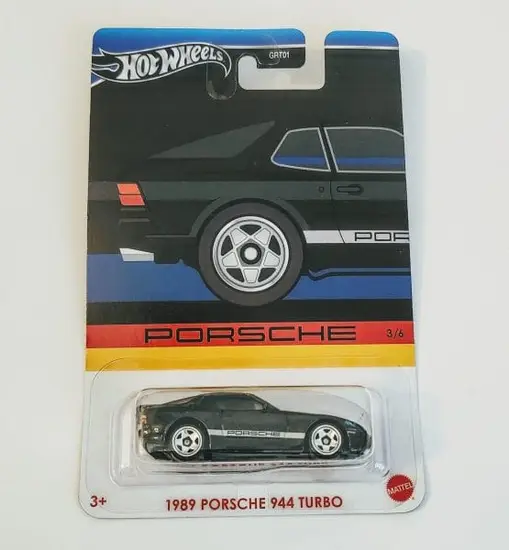 HOT WHEELS
GRT01
POR
PORSCHE
3/6
PORSCHE
3+
1989 PORSCHE 944 TURBO
MATTEL